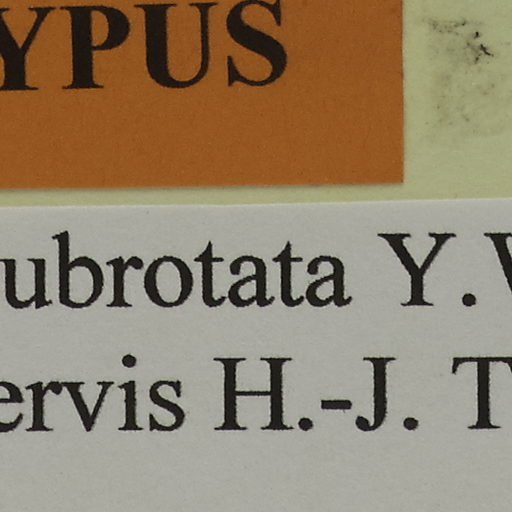 YPUS
ubrotata Y.
ervis H.-J. T